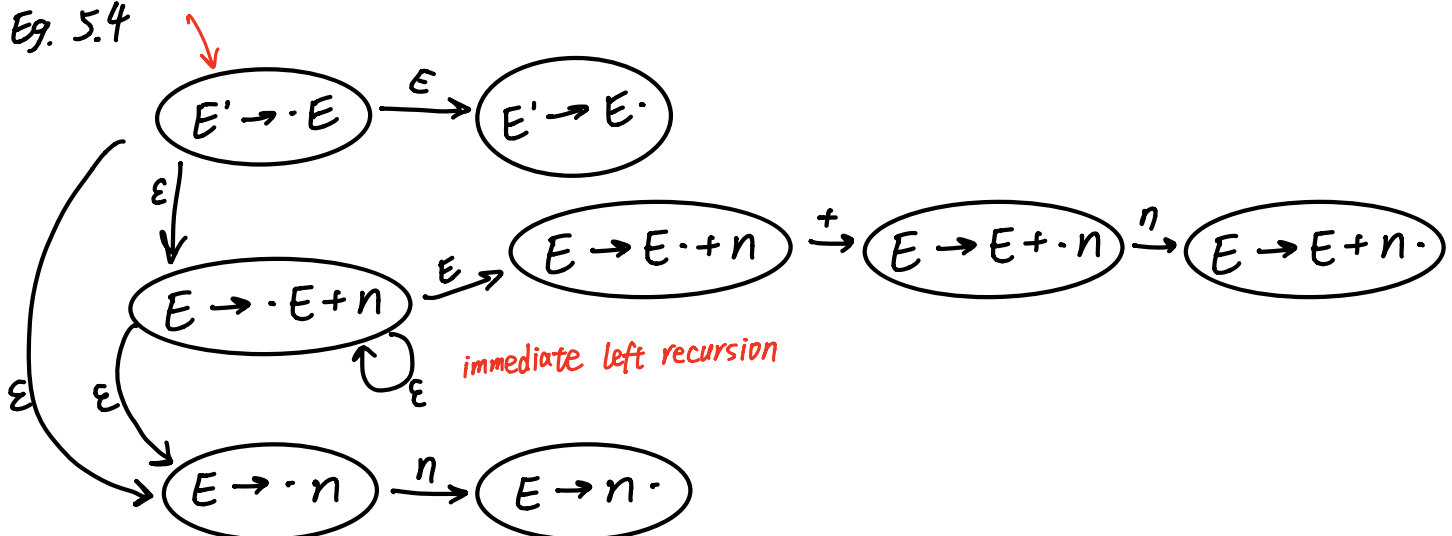 Eg. 5.4
E' → ·E
E
E' → E·
ε
E → ·E+n
E
E → E·+n
+
E → E+·n
n
E → E+n·
immediate left recursion
ε
ε
ε
E → ·n
n
E → n·